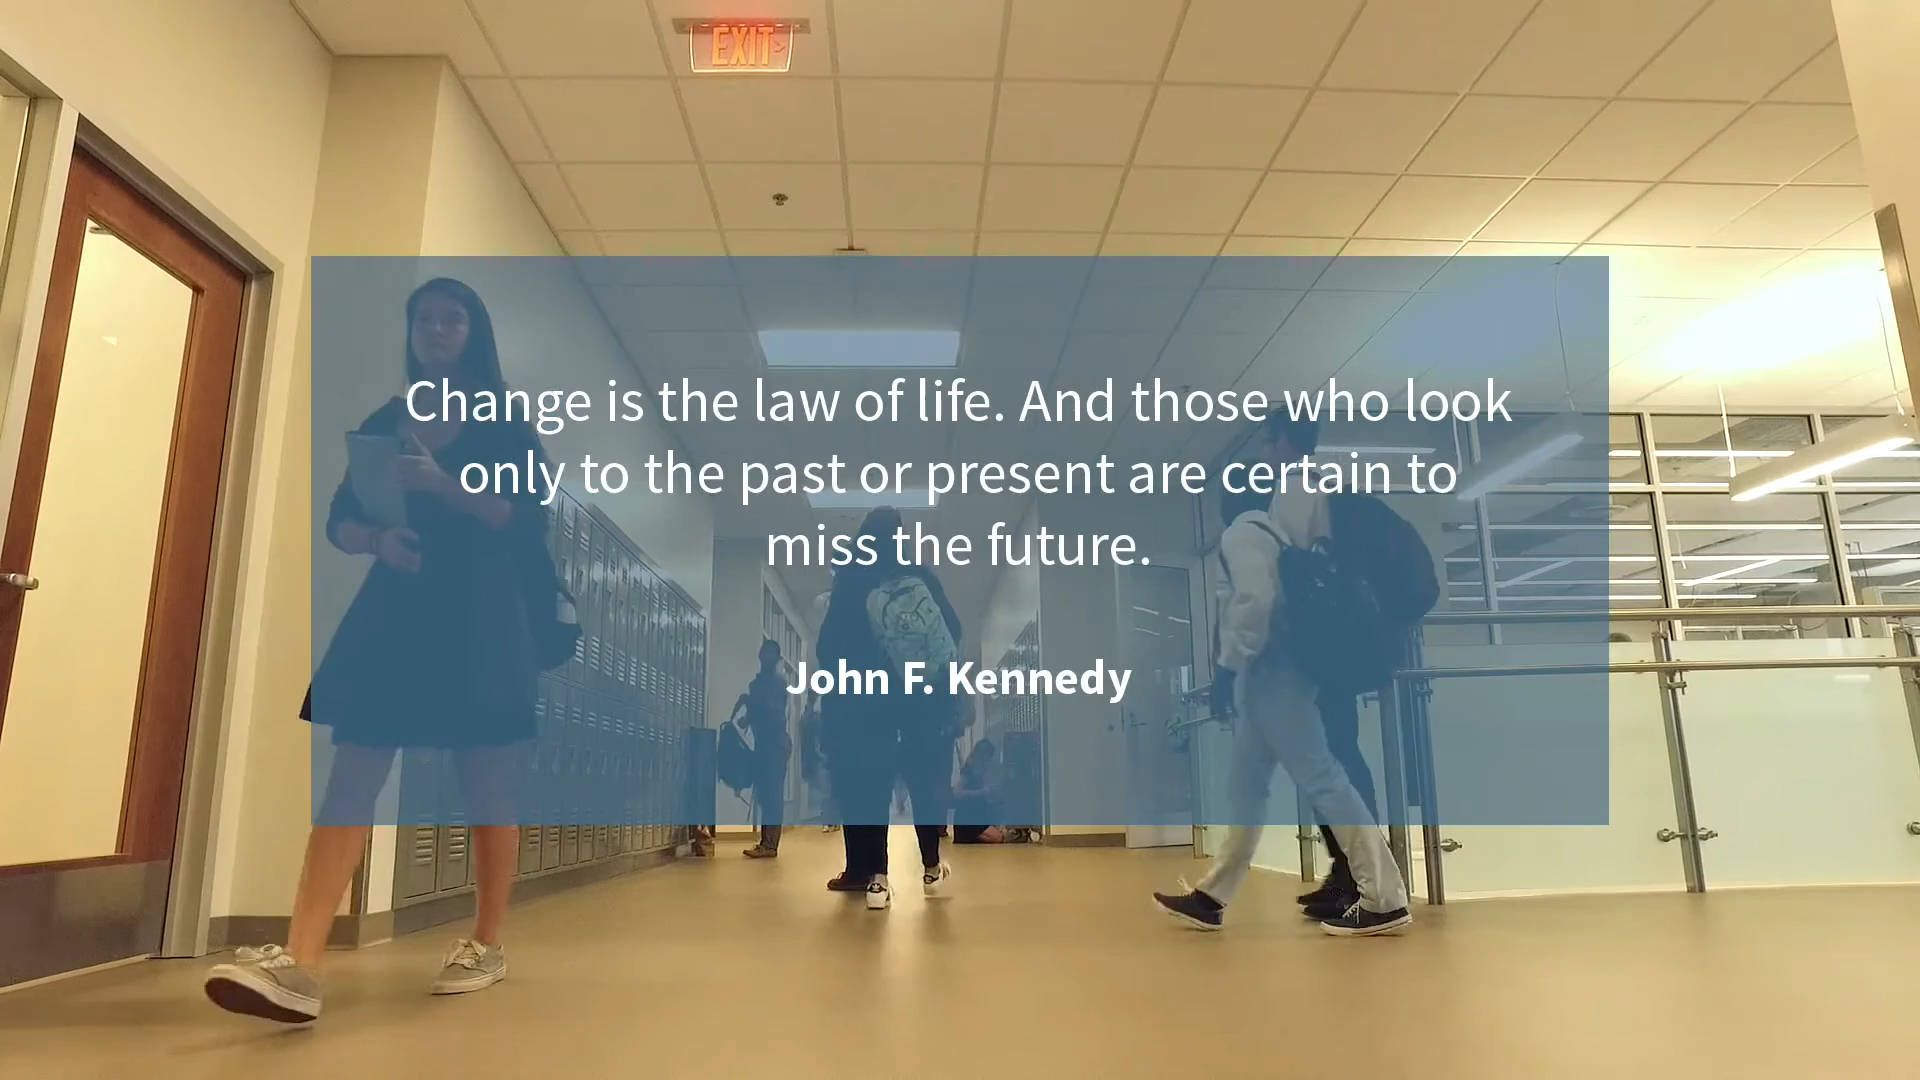 EXIT
Change is the law of life. And those who look
only to the past or present are certain to
miss the future.
John F. Kennedy